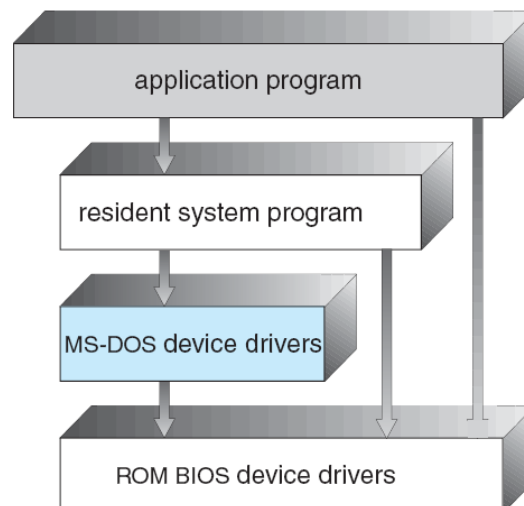 application program
resident system program
MS-DOS device drivers
ROM BIOS device drivers